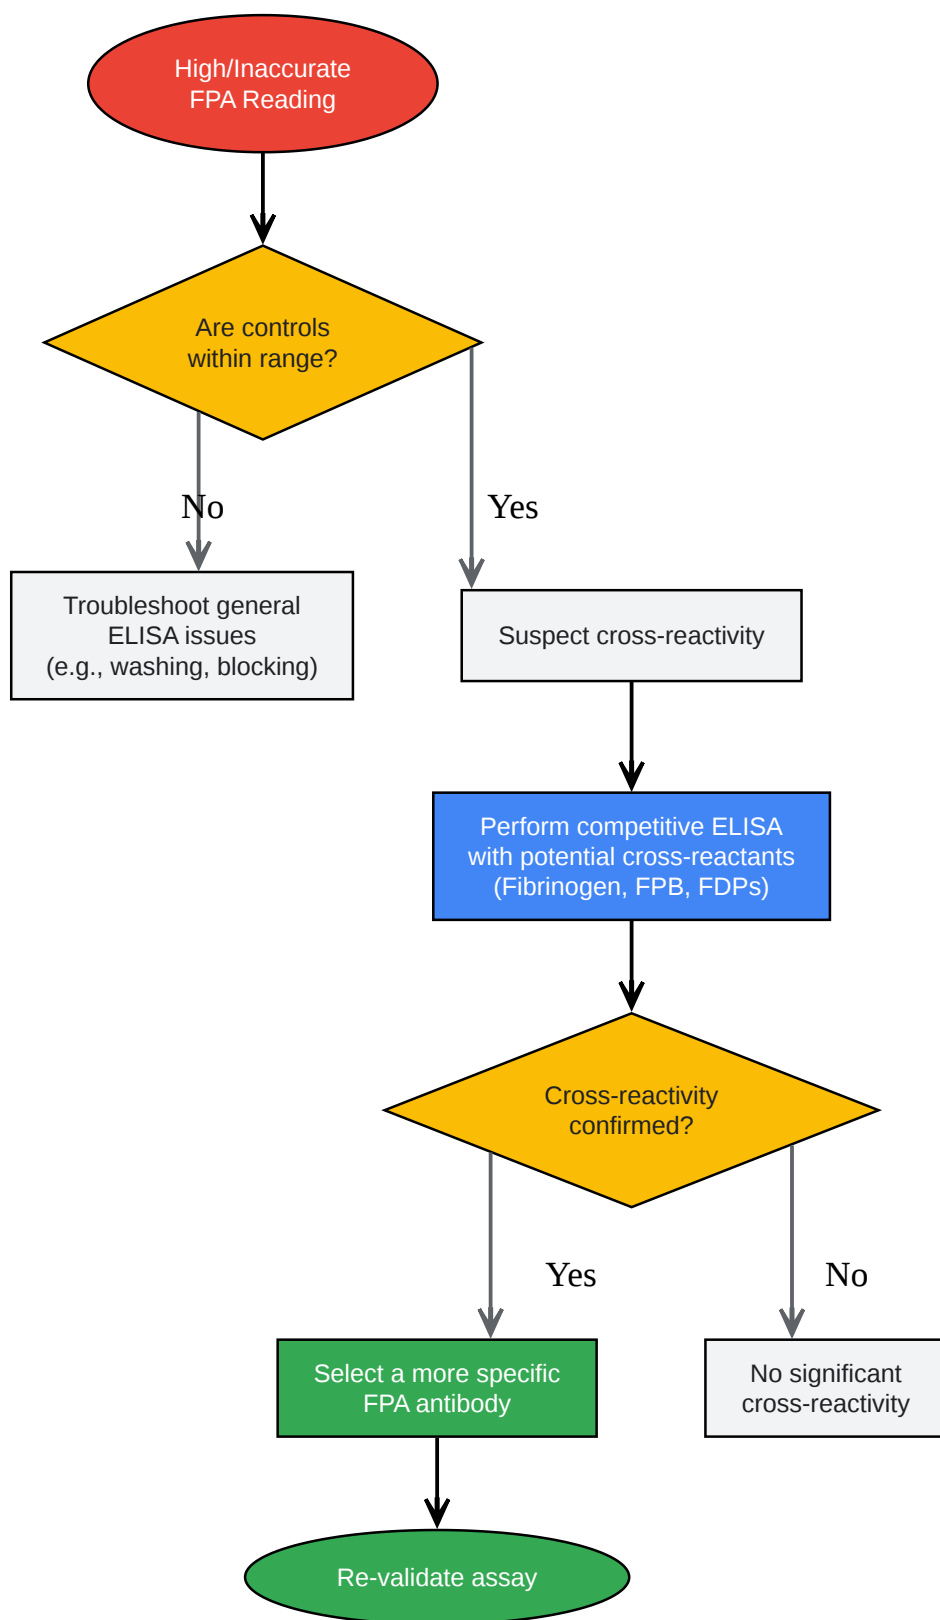 High/Inaccurate
FPA Reading
Are controls
within range?
No
Yes
Troubleshoot general
ELISA issues
(e.g., washing, blocking)
Suspect cross-reactivity
Perform competitive ELISA
with potential cross-reactants
(Fibrinogen, FPB, FDPs)
Cross-reactivity
confirmed?
Yes
No
Select a more specific
FPA antibody
No significant
cross-reactivity
Re-validate assay